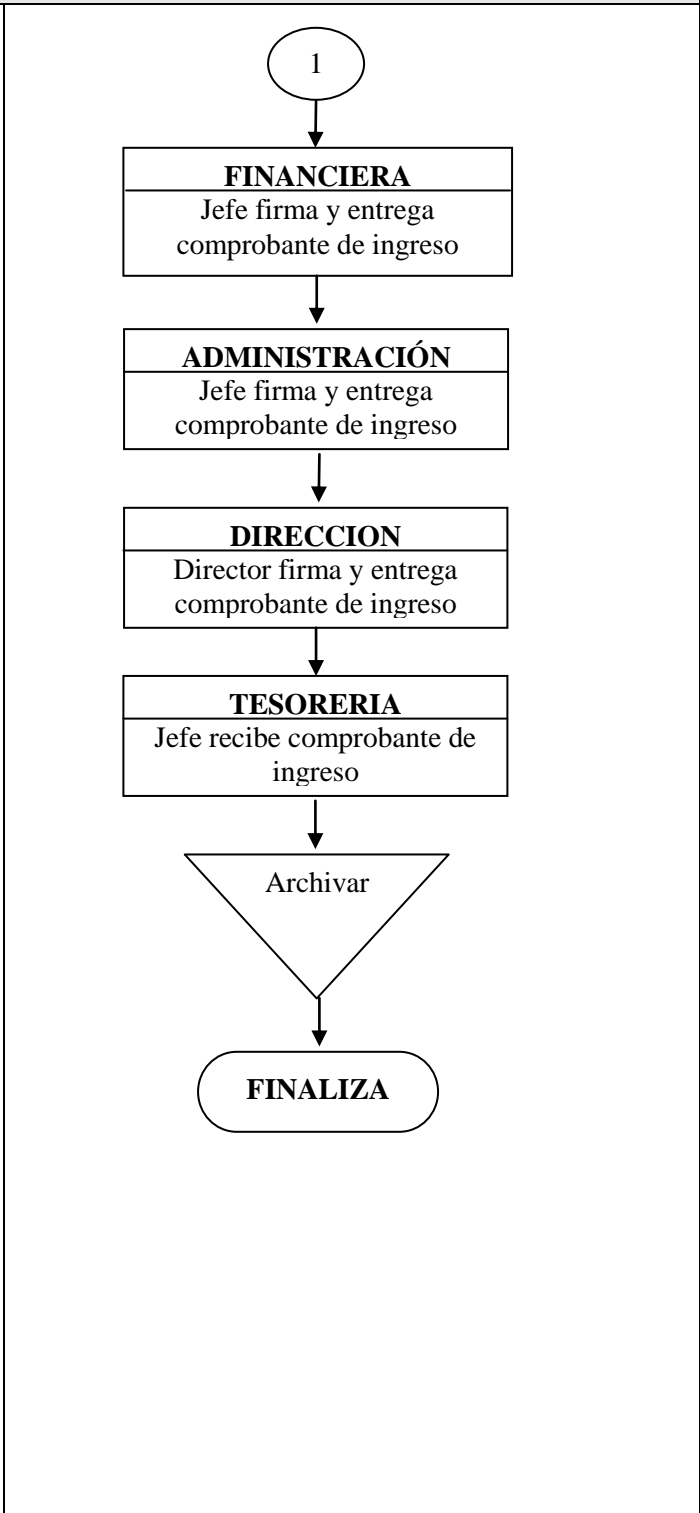 1
FINANCIERA
Jefe firma y entrega
comprobante de ingreso
ADMINISTRACIÓN
Jefe firma y entrega
comprobante de ingreso
DIRECCION
Director firma y entrega
comprobante de ingreso
TESORERIA
Jefe recibe comprobante de
ingreso
Archivar
FINALIZA